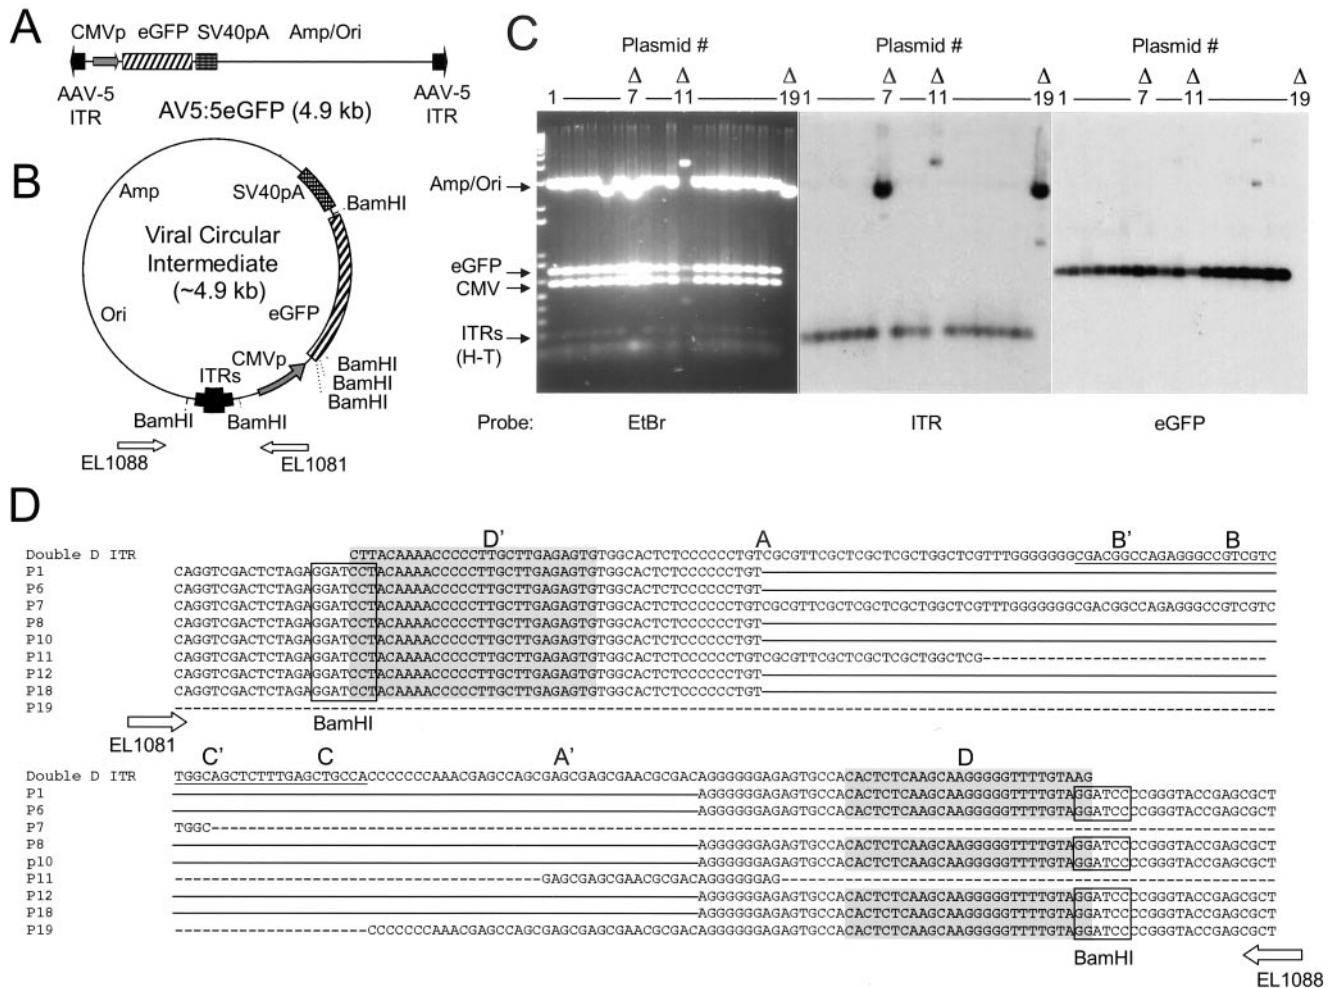 A
CMVp eGFP SV40pA Amp/Ori
AAV-5 ITR
AAV-5 ITR
AV5:5eGFP (4.9 kb)
B
Amp
SV40pA
BamHI
Viral Circular
Intermediate
(~4.9 kb)
Ori
eGFP
CMVp
ITRs
BamHI
BamHI
BamHI
BamHI
BamHI
EL1088
EL1081
C
Plasmid # Plasmid # Plasmid #
Δ Δ Δ Δ Δ Δ Δ Δ Δ
1 7 11 19 1 7 11 19 1 7 11 19
Amp/Ori
eGFP
CMV
ITRs
(H-T)
Probe: EtBr ITR eGFP
D
D' A B' B
Double D ITR CTTACAAAACCCCCTTGCTTGAGAGTGTGGCACTCTCCCCCCTGTCGCGTTCGCTCGCTCGCTGGCTCGTTTGGGGGGGCGACGGCCAGAGGGCCGTCGTC
P1 CAGGTCGACTCTAGAGGATCCTACAAAACCCCCTTGCTTGAGAGTGTGGCACTCTCCCCCCTGT
P6 CAGGTCGACTCTAGAGGATCCTACAAAACCCCCTTGCTTGAGAGTGTGGCACTCTCCCCCCTGT
P7 CAGGTCGACTCTAGAGGATCCTACAAAACCCCCTTGCTTGAGAGTGTGGCACTCTCCCCCCTGTCGCGTTCGCTCGCTCGCTGGCTCGTTTGGGGGGGCGACGGCCAGAGGGCCGTCGTC
P8 CAGGTCGACTCTAGAGGATCCTACAAAACCCCCTTGCTTGAGAGTGTGGCACTCTCCCCCCTGT
P10 CAGGTCGACTCTAGAGGATCCTACAAAACCCCCTTGCTTGAGAGTGTGGCACTCTCCCCCCTGT
P11 CAGGTCGACTCTAGAGGATCCTACAAAACCCCCTTGCTTGAGAGTGTGGCACTCTCCCCCCTGTCGCGTTCGCTCGCTCGCTGGCTCG-------------------------------
P12 CAGGTCGACTCTAGAGGATCCTACAAAACCCCCTTGCTTGAGAGTGTGGCACTCTCCCCCCTGT
P18 CAGGTCGACTCTAGAGGATCCTACAAAACCCCCTTGCTTGAGAGTGTGGCACTCTCCCCCCTGT
P19 ------------------------------------------------------------------------------------------------------------------------
EL1081
BamHI
C' C A' D
Double D ITR TGGCAGCTCTTTGAGCTGCCACCCCCCCAAACGAGCCAGCGAGCGAGCGAACGCGACAGGGGGGAGAGTGCCACACTCTCAAGCAAGGGGGTTTTGTAAG
P1 AGGGGGGAGAGTGCCACACTCTCAAGCAAGGGGGTTTTGTAGGATCCCCGGGTACCGAGCGCT
P6 AGGGGGGAGAGTGCCACACTCTCAAGCAAGGGGGTTTTGTAGGATCCCCGGGTACCGAGCGCT
P7 TGGC--------------------------------------------------------------------------------------------------------------------
P8 AGGGGGGAGAGTGCCACACTCTCAAGCAAGGGGGTTTTGTAGGATCCCCGGGTACCGAGCGCT
p10 AGGGGGGAGAGTGCCACACTCTCAAGCAAGGGGGTTTTGTAGGATCCCCGGGTACCGAGCGCT
P11 ----------------------------------------GAGCGAGCGAACGCGACAGGGGGGAG------------------------------------------------------
P12 AGGGGGGAGAGTGCCACACTCTCAAGCAAGGGGGTTTTGTAGGATCCCCGGGTACCGAGCGCT
P18 AGGGGGGAGAGTGCCACACTCTCAAGCAAGGGGGTTTTGTAGGATCCCCGGGTACCGAGCGCT
P19 ---------------------CCCCCCCAAACGAGCCAGCGAGCGAGCGAACGCGACAGGGGGGAGAGTGCCACACTCTCAAGCAAGGGGGTTTTGTAGGATCCCCGGGTACCGAGCGCT
BamHI
EL1088